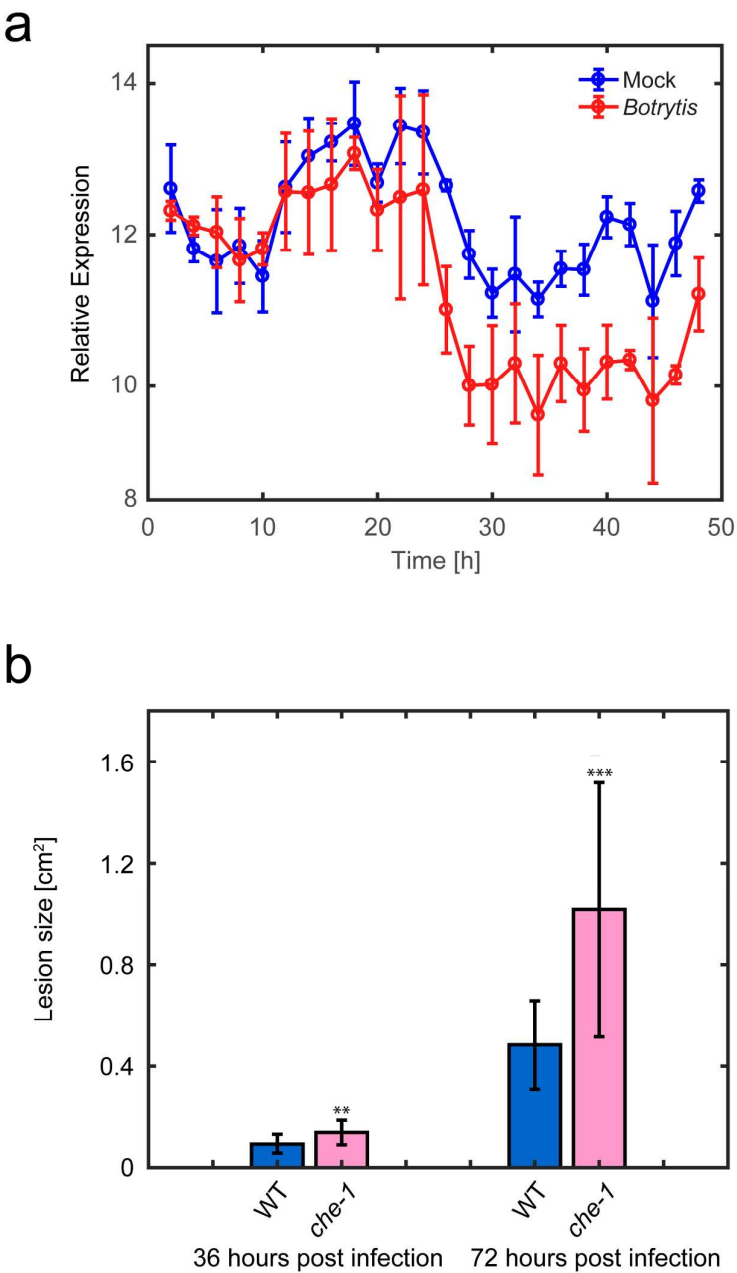 a
14
12
10
8
Relative Expression
Mock
Botrytis
0 10 20 30 40 50
Time [h]
b
1.6
1.2
0.8
0.4
0
Lesion size [cm²]
**
***
WT che-1 WT che-1
36 hours post infection 72 hours post infection